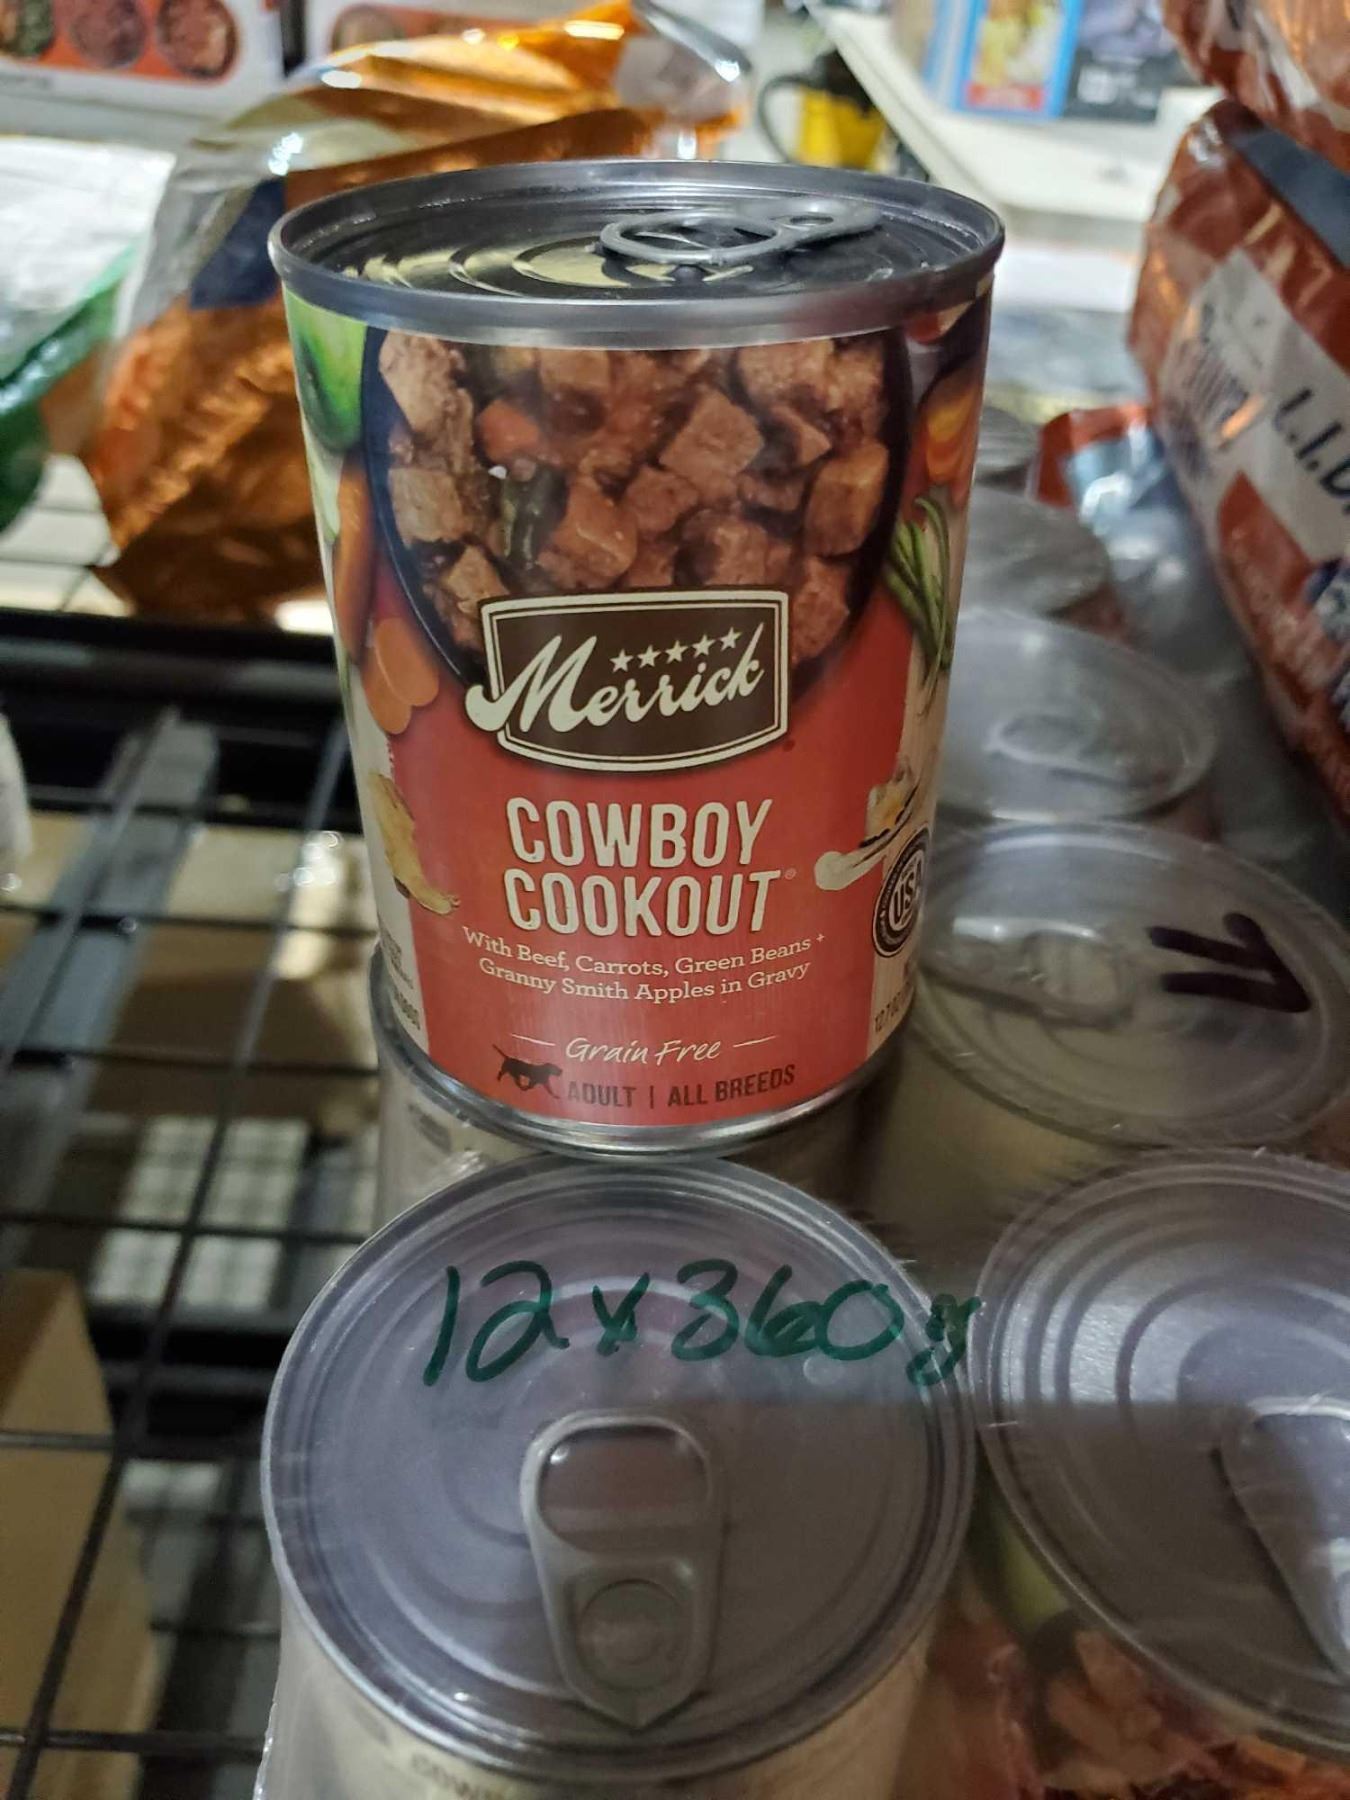 Merrick
COWBOY
COOKOUT®
With Beef, Carrots, Green Beans +
Granny Smith Apples in Gravy
Grain Free
ADULT | ALL BREEDS
USA
12 x 360g
L.I.D.